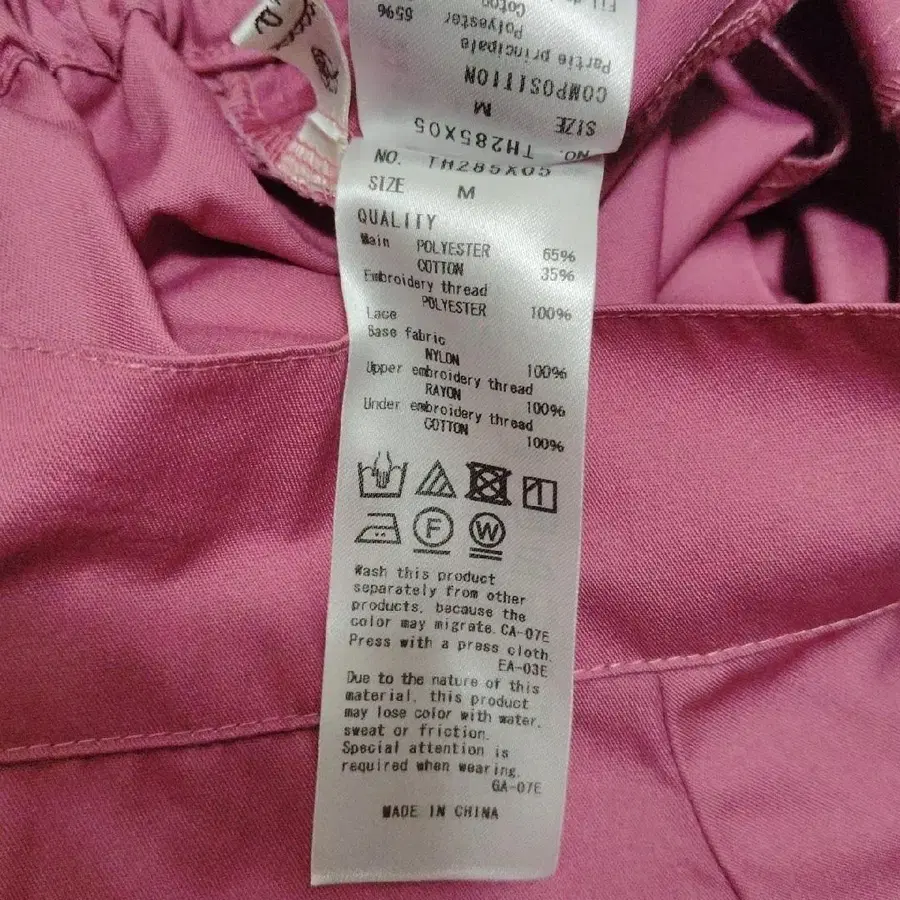 Coton
Polyester 65%
Partie principale
COMPOSITION
SIZE M
NO. TH285X05
NO. TH285X05
SIZE M
QUALITY
Main POLYESTER 65%
COTTON 35%
Embroidery thread
POLYESTER 100%
Lace
Base fabric
NYLON 100%
Upper embroidery thread
RAYON 100%
Under embroidery thread
COTTON 100%
F W
Wash this product
separately from other
products, because the
color may migrate. CA-07E
Press with a press cloth.
EA-03E
Due to the nature of this
material, this product
may lose color with water,
sweat or friction.
Special attention is
required when wearing.
GA-07E
MADE IN CHINA